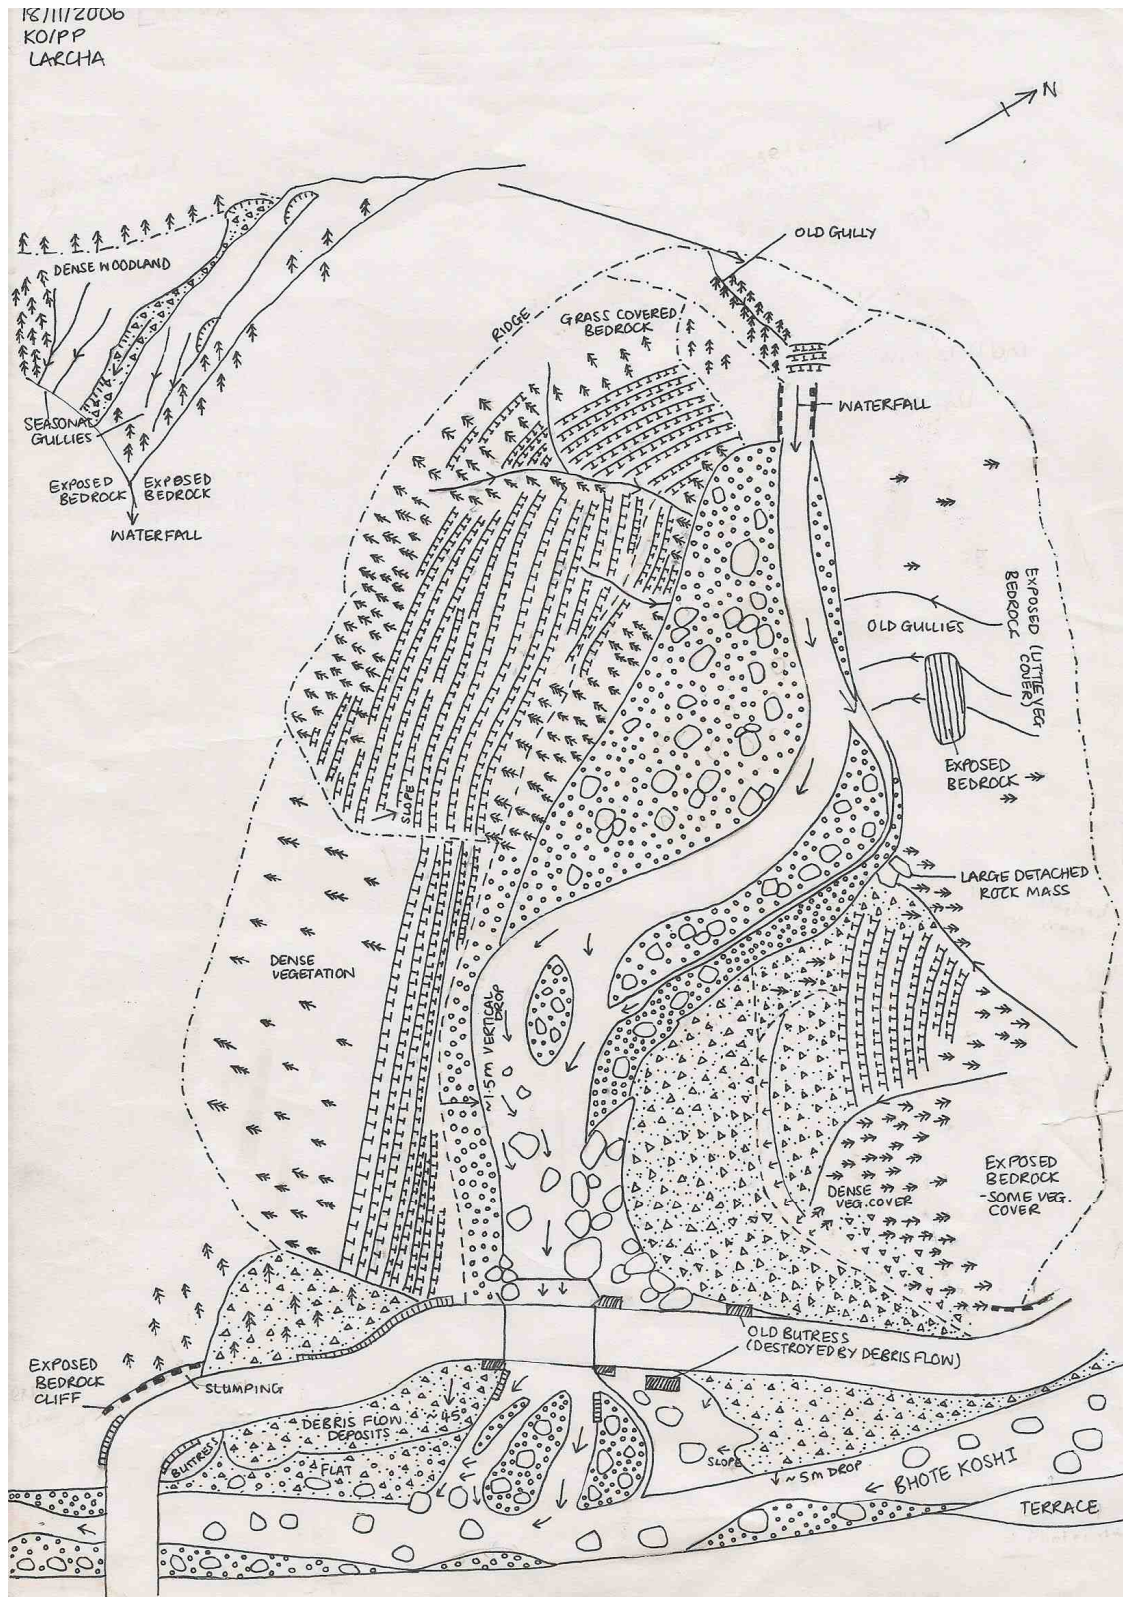 18/11/2006
KO/PP
LARCHA
N
OLD GULLY
DENSE WOODLAND
RIDGE
GRASS COVERED
BEDROCK
WATERFALL
SEASONAL
GULLIES
EXPOSED
BEDROCK
EXPOSED
BEDROCK
WATERFALL
EXPOSED (LITTLE VEG
BEDROCK COVER)
OLD GULLIES
EXPOSED
BEDROCK
SLOPE
LARGE DETACHED
ROCK MASS
DENSE
VEGETATION
~1.5m VERTICAL
DROP
EXPOSED
BEDROCK
-SOME VEG.
COVER
DENSE
VEG.COVER
OLD BUTRESS
(DESTROYED BY DEBRIS FLOW)
EXPOSED
BEDROCK
CLIFF
SLUMPING
DEBRIS FLOW
DEPOSITS
~45
BUTRESS
FLAT
SLOPE
~5m DROP
BHOTE KOSHI
TERRACE